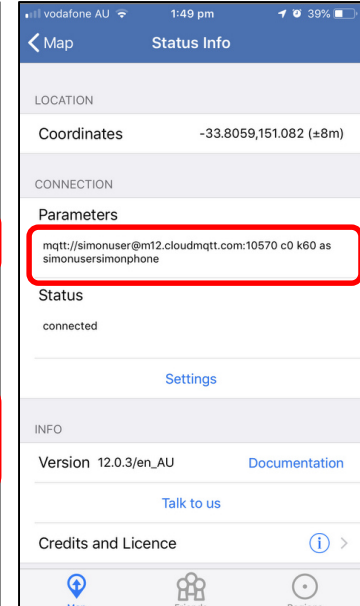 vodafone AU 1:49 pm 39%
Map Status Info
LOCATION
Coordinates -33.8059,151.082 (±8m)
CONNECTION
Parameters
mqtt://simonuser@m12.cloudmqtt.com:10570 c0 k60 as
simonusersimonphone
Status
connected
Settings
INFO
Version 12.0.3/en_AU Documentation
Talk to us
Credits and Licence